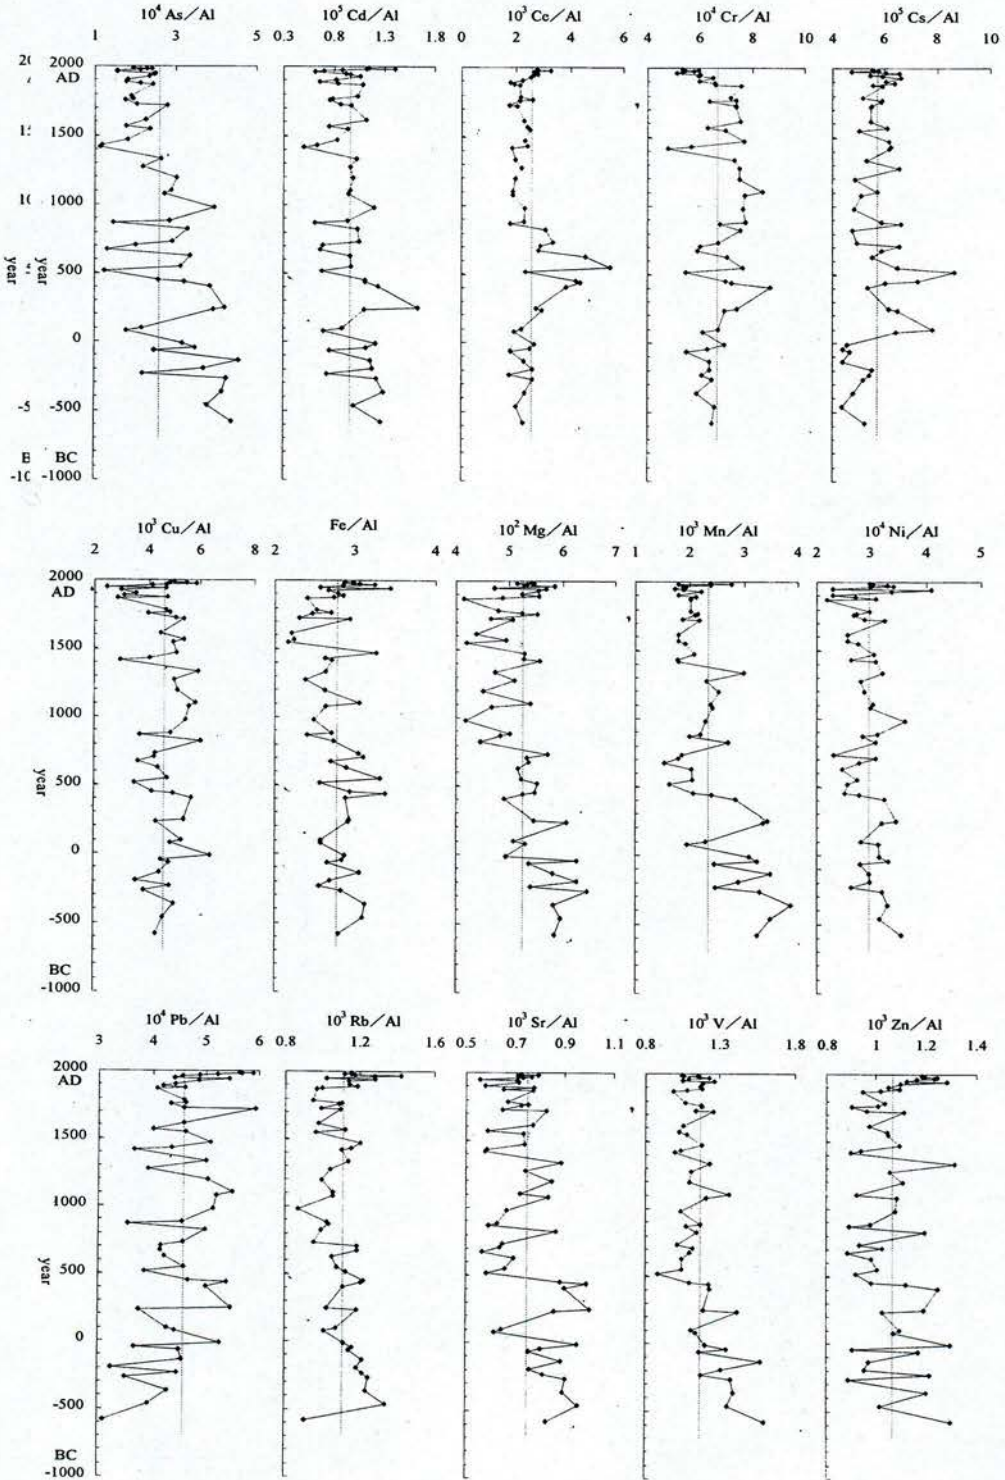 10⁴ As/Al 10⁵ Cd/Al 10³ Ce/Al 10⁴ Cr/Al 10⁵ Cs/Al
1 3 5 0.3 0.8 1.3 1.8 0 2 4 6 4 6 8 10 4 6 8 10
2000
AD
1500
1000
500
0
-500
BC
-1000
year
year
10³ Cu/Al Fe/Al 10² Mg/Al 10³ Mn/Al 10⁴ Ni/Al
2 4 6 8 2 3 4 4 5 6 7 1 2 3 4 2 3 4 5
2000
AD
1500
1000
500
0
-500
BC
-1000
year
10⁴ Pb/Al 10³ Rb/Al 10³ Sr/Al 10³ V/Al 10³ Zn/Al
3 4 5 6 0.8 1.2 1.6 0.5 0.7 0.9 1.1 0.8 1.3 1.8 0.8 1 1.2 1.4
2000
AD
1500
1000
500
0
-500
BC
-1000
year